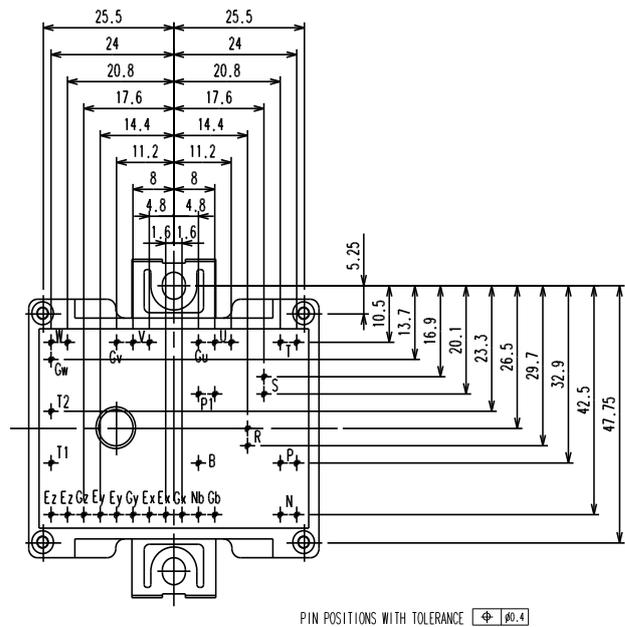 25.5 25.5
24 24
20.8 20.8
17.6 17.6
14.4 14.4
11.2 11.2
8 8
4.8 4.8
1.6 1.6
5.25
10.5
13.7
16.9
20.1
23.3
26.5
29.7
32.9
42.5
47.75
W V U T
Gw Gv Gu
S
T2 P1
R
T1 B P
Ez Ez Gz Ey Ey Gy Ex Ex Gx Nb Gb N
PIN POSITIONS WITH TOLERANCE ⌖ ø0.4